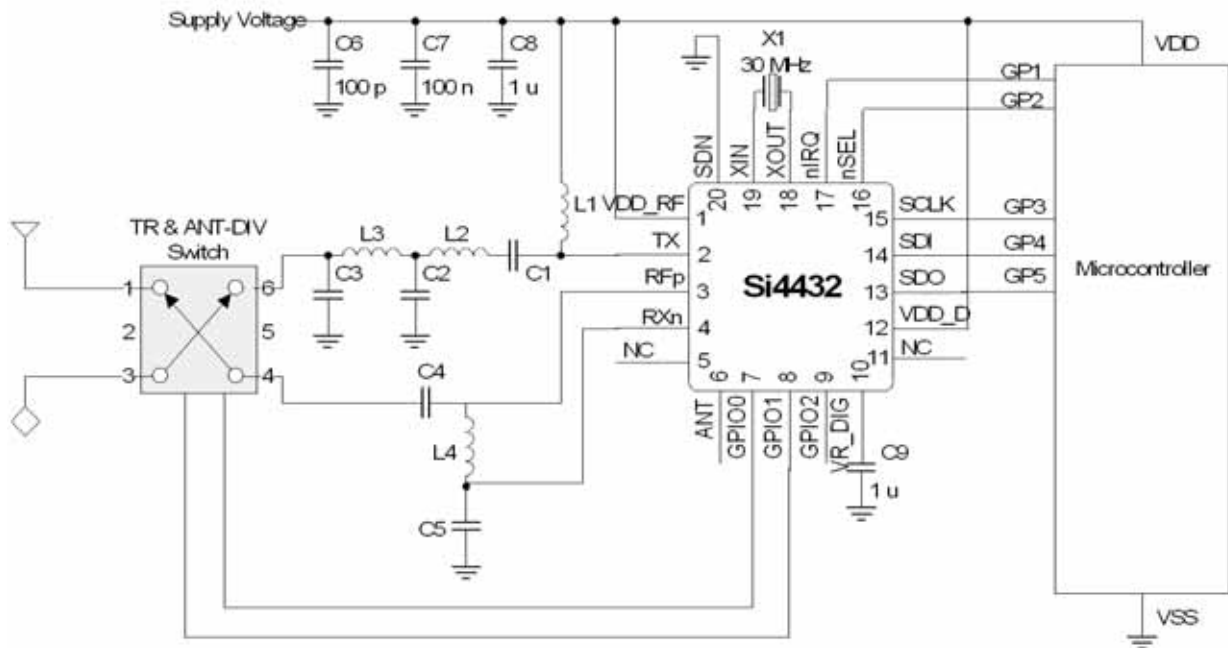 Supply Voltage
C6
C7
C8
100 p
100 n
1 u
X1
30 MHz
VDD
GP1
GP2
SDN
XIN
XOUT
nIRQ
nSEL
20
19
18
17
16
L1
VDD_RF
1
15
SCLK
GP3
TR & ANT-DIV
Switch
L3
L2
C1
TX
2
14
SDI
GP4
C3
C2
RFp
3
Si4432
13
SDO
GP5
Microcontroller
1
6
2
5
3
4
RXn
4
12
VDD_D
NC
5
11
NC
C4
6
7
8
9
10
ANT
GPIO0
GPIO1
GPIO2
VR_DIG
L4
C9
1 u
C5
VSS